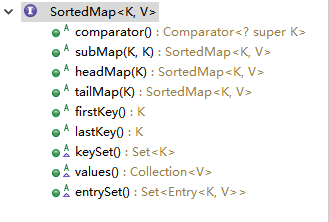 SortedMap<K, V>
comparator() : Comparator<? super K>
subMap(K, K) : SortedMap<K, V>
headMap(K) : SortedMap<K, V>
tailMap(K) : SortedMap<K, V>
firstKey() : K
lastKey() : K
keySet() : Set<K>
values() : Collection<V>
entrySet() : Set<Entry<K, V>>